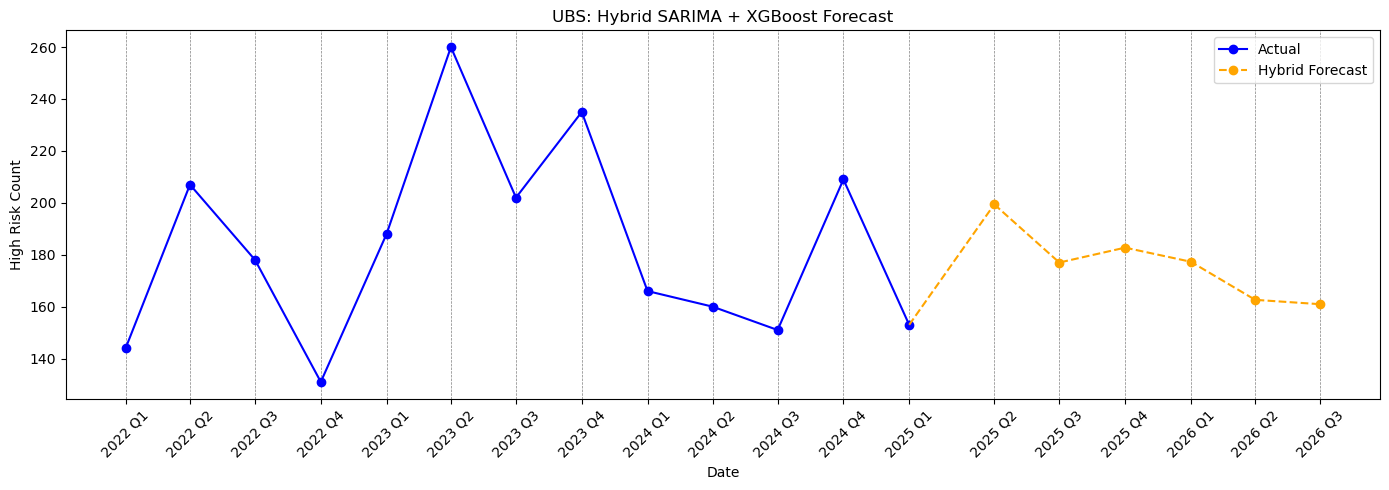 UBS: Hybrid SARIMA + XGBoost Forecast
Actual
Hybrid Forecast
High Risk Count
260
240
220
200
180
160
140
2022 Q1
2022 Q2
2022 Q3
2022 Q4
2023 Q1
2023 Q2
2023 Q3
2023 Q4
2024 Q1
2024 Q2
2024 Q3
2024 Q4
2025 Q1
2025 Q2
2025 Q3
2025 Q4
2026 Q1
2026 Q2
2026 Q3
Date